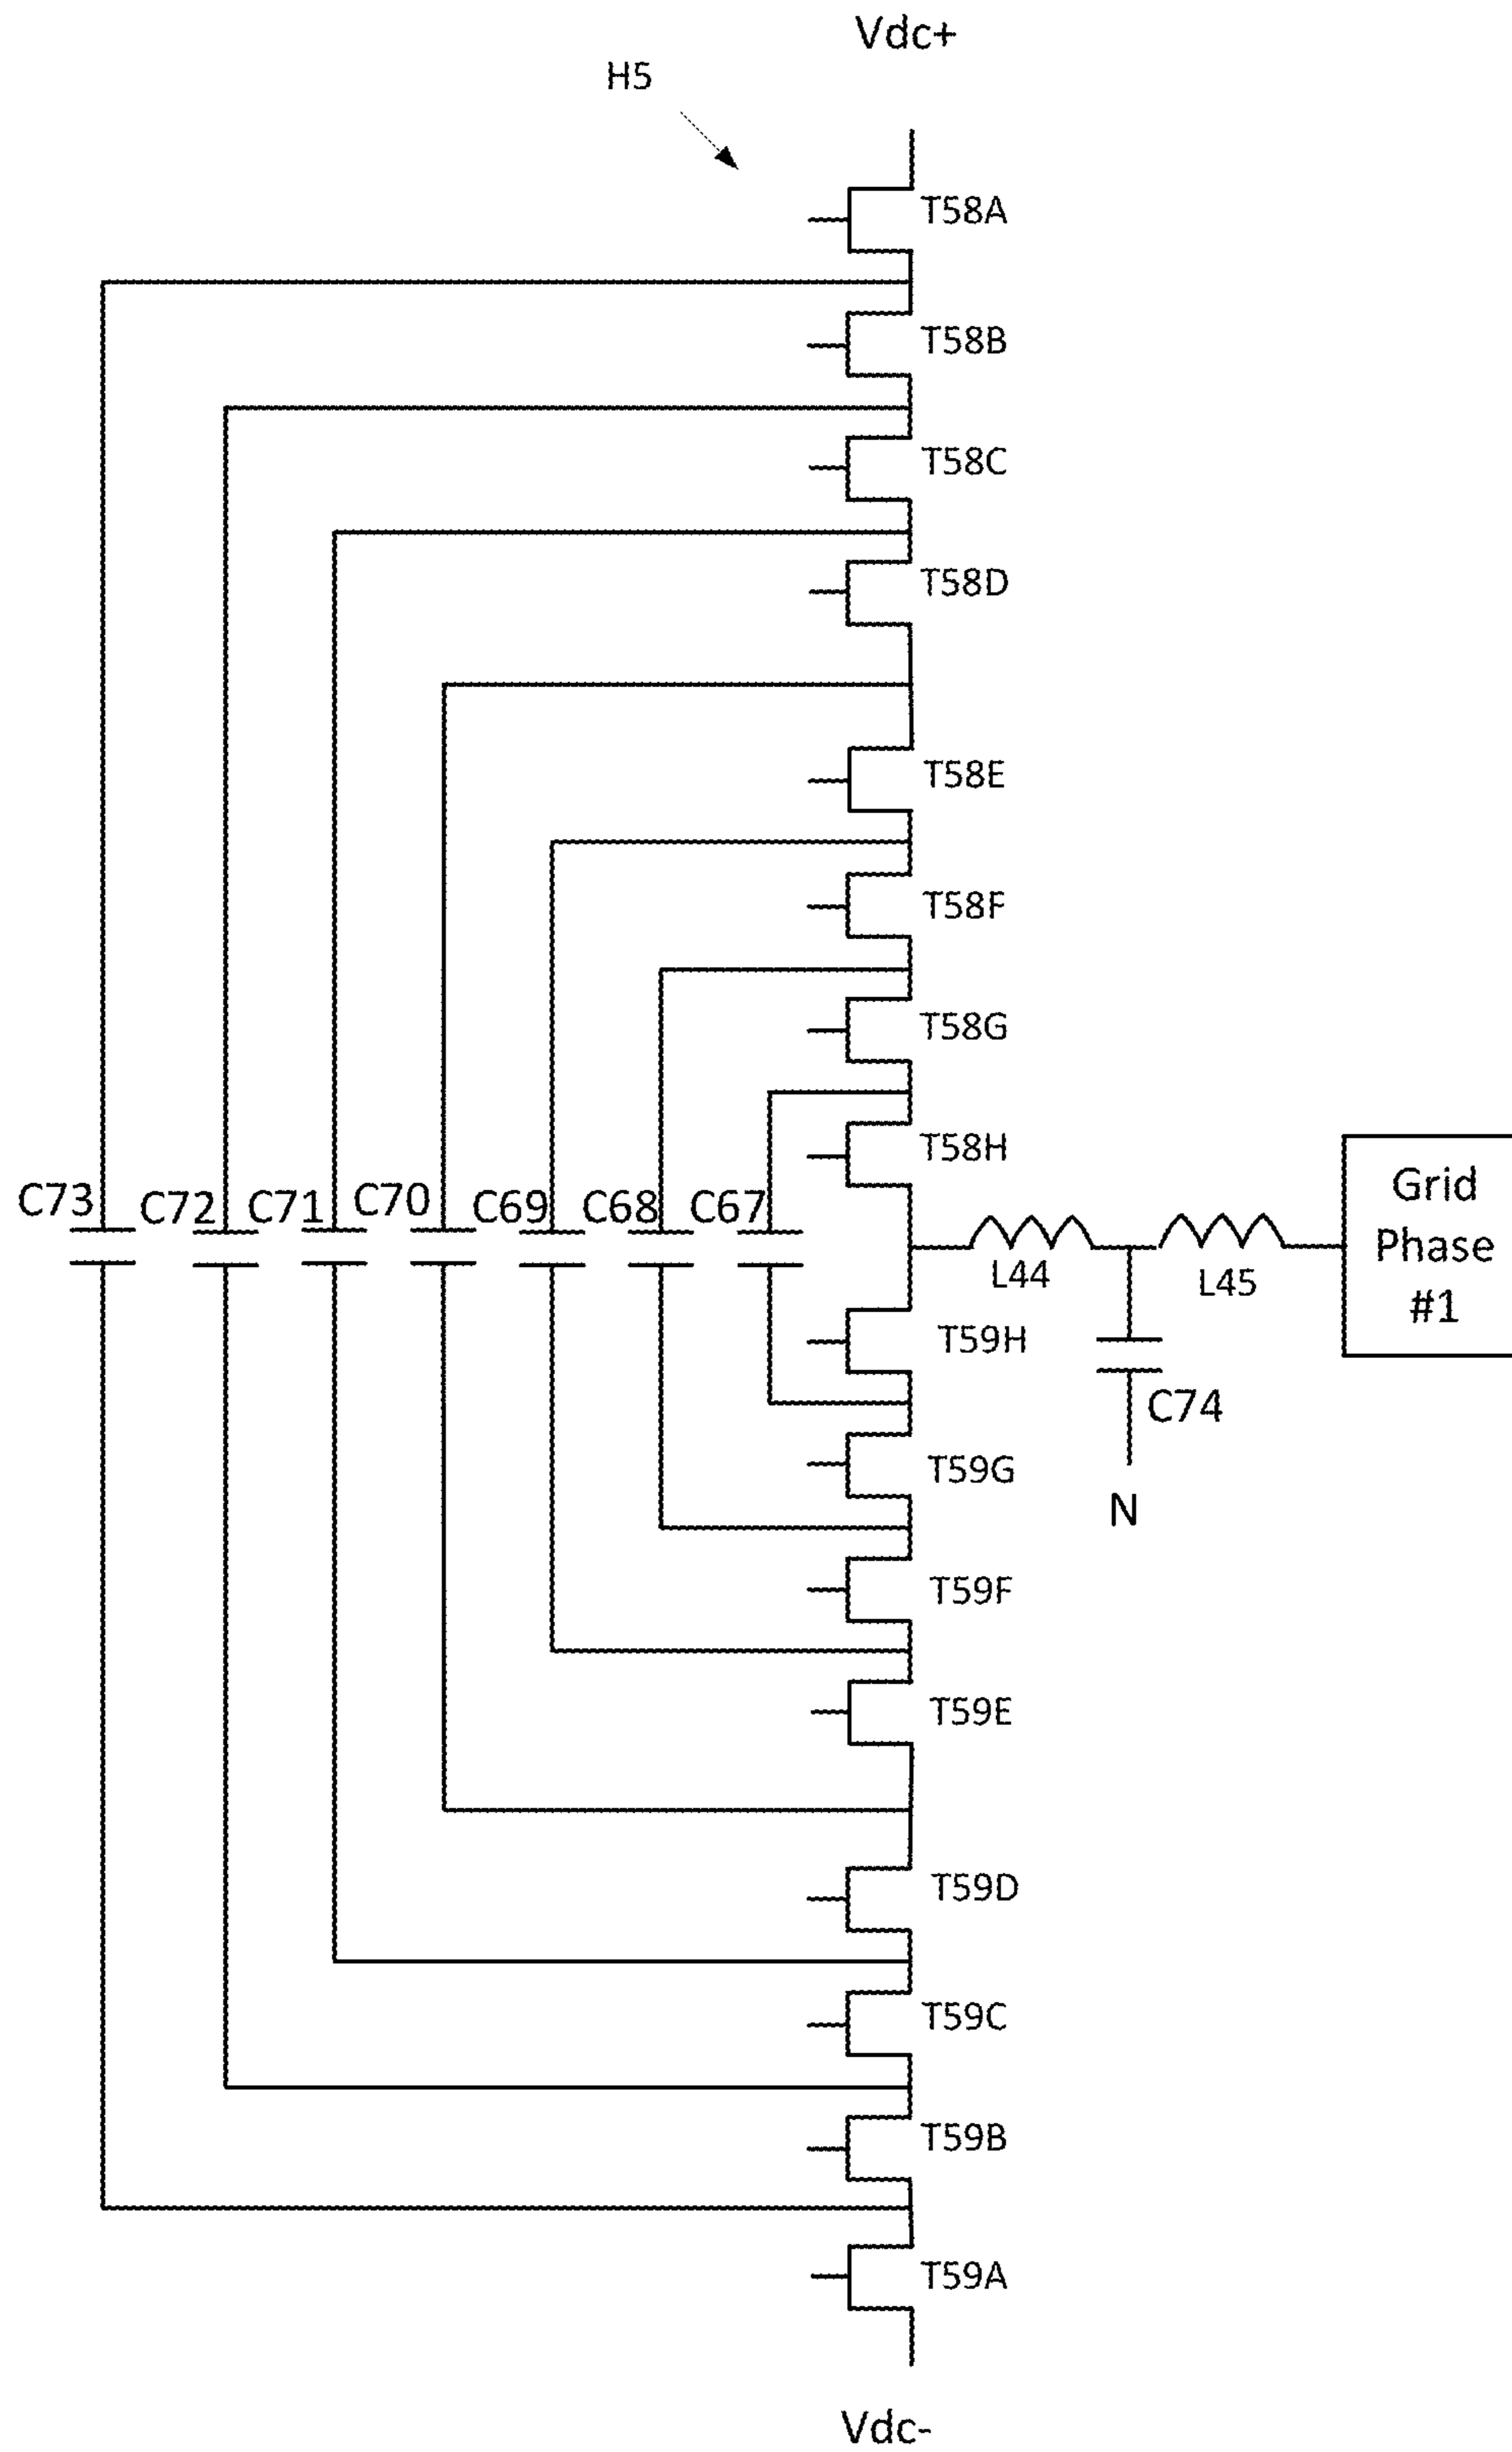 Vdc+
H5
T58A
T58B
T58C
T58D
T58E
T58F
T58G
T58H
C73
C72
C71
C70
C69
C68
C67
L44
L45
Grid
Phase
#1
T59H
C74
T59G
N
T59F
T59E
T59D
T59C
T59B
T59A
Vdc-